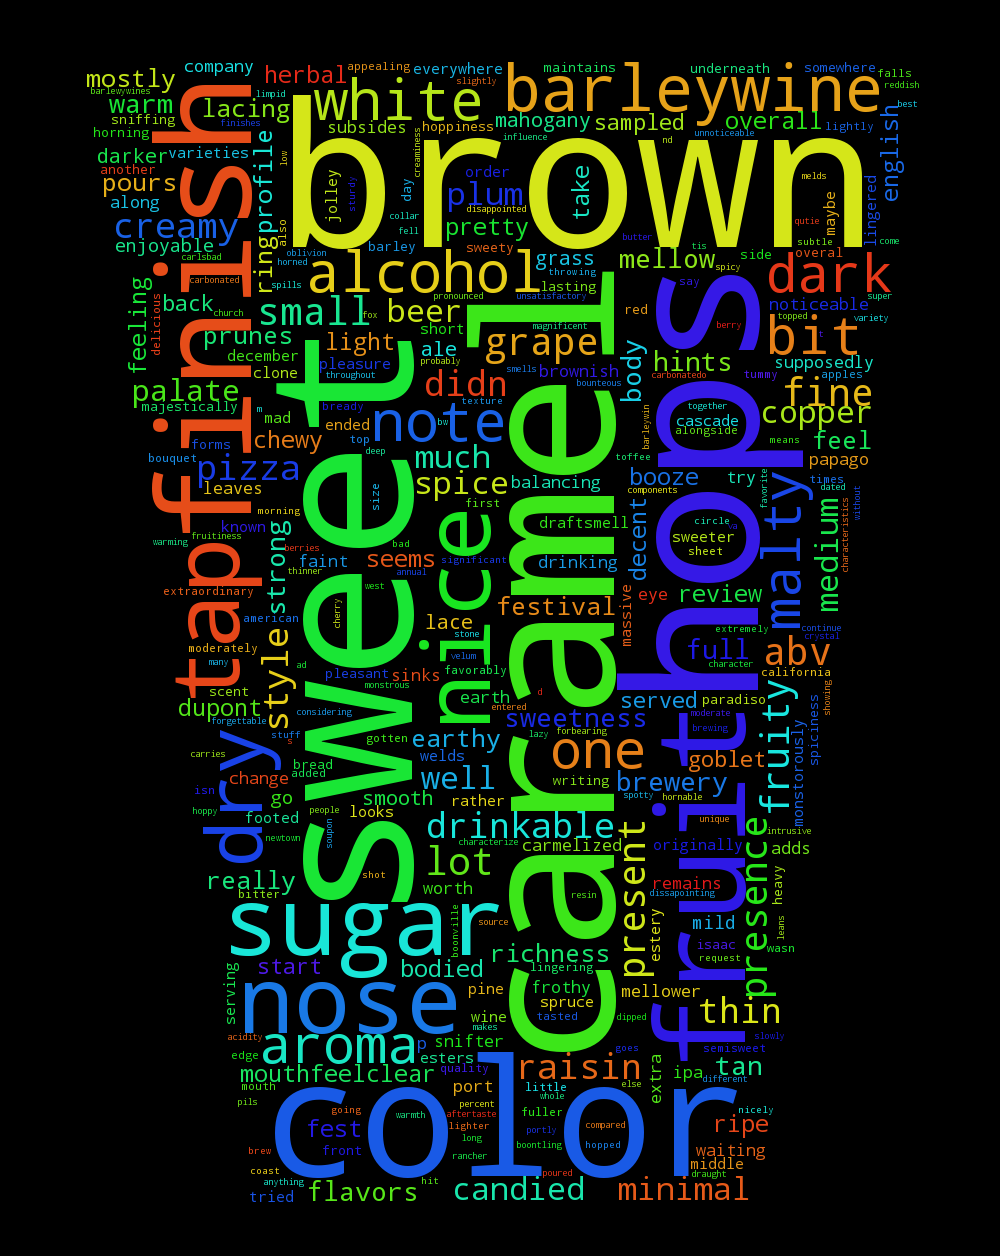 company
appealing
everywhere
maintains
underneath
somewhere
falls
mostly
herbal
slightly
barleywine
reddish
barlewywines
limpid
white
best
warm
lacing
sniffing
finishes
subsides
hoppiness
mahogany
sampled
overall
lightly
horning
influence
nd
unnoticeable
english
darker
varieties
profile
low
creaminess
brown
another
pours
jolley
sturdy
day
order
plum
take
melds
lingered
along
disappointed
collar
maybe
qutie
creamy
ring
also
fell
pretty
butter
tis
subtle
come
enjoyable
oblivion
barley
sweety
grass
mellow
side
overal
carlsbad
horned
alcohol
throwing
spicy
dark
feeling
carbonated
spills
pronounced
lasting
say
super
back
church
small
fox
beer
unsatisfactory
red
noticeable
variety
delicious
prunes
light
short
magnificent
berry
topped
t
bit
december
probably
ale
grape
body
hints
supposedly
clone
pleasure
smells
brownish
carbonatedo
tummy
apples
palate
throughout
didn
bounteous
fine
majestically
m
mad
bready
texture
together
copper
chewy
ended
note
bw
barleywin
cascade
alongside
forms
top
deep
means
feel
bouquet
much
toffee
papago
pizza
size
spice
balancing
booze
try
favorite
times
leaves
components
malty
dated
tapfinish
morning
first
known
draftsmell
circle
ya
medium
characteristics
without
fruitiness
strong
bad
decent
sweeter
warming
berries
faint
seems
significant
drinking
sheet
extraordinary
thinner
annual
massive
eye
review
west
nice
festival
american
cherry
lace
extremely
continue
crystal
moderately
stone
full
abv
many
style
ad
pleasant
velum
favorably
character
california
scent
monstrous
sinks
earth
entered
d
served
paradiso
fruity
spiciness
showing
dupont
considering
sweetness
moderate
forgettable
stuff
s
gotten
earthy
lazy
forbearing
brewing
monstorously
carries
dry
bread
welds
one
goblet
change
added
well
writing
brewery
isn
go
smooth
rather
spotty
hornable
hoppy
footed
people
looks
drinkable
unique
newtown
soupon
characterize
carmelized
present
originally
intrusive
sweet
caramel
hops
fruit
lot
presence
adds
really
shot
worth
resin
remains
heavy
bitter
dissapointing
sugar
boonville
source
estery
mild
leans
richness
isaac
wasn
start
bodied
lingering
request
serving
nose
pine
frothy
mellower
spruce
thin
wine
tasted
dipped
acidity
aroma
makes
p
snifter
goes
semisweet
slowly
edge
esters
raisin
extra
tan
mouthfeelclear
quality
ipa
different
mouth
port
little
else
pils
percent
whole
color
going
warmth
aftertaste
fuller
nicely
fest
lighter
portly
compared
ripe
brew
front
long
boontling
hopped
waiting
rancher
middle
coast
anything
hit
poured
draught
tried
flavors
candied
minimal